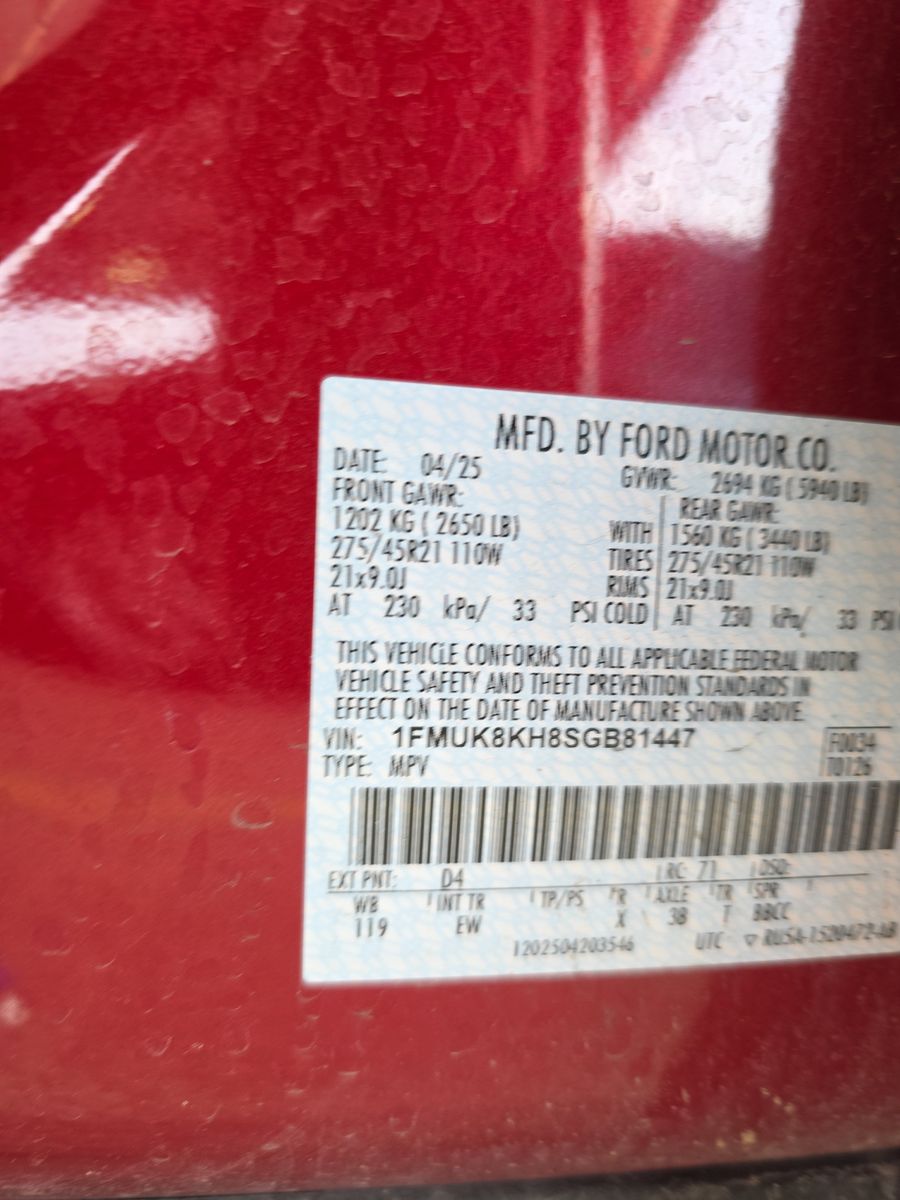 MFD. BY FORD MOTOR CO.
DATE: 04/25 GVWR: 2694 KG ( 5940 LB)
FRONT GAWR: REAR GAWR:
1202 KG ( 2650 LB) WITH 1560 KG ( 3440 LB)
275/45R21 110W TIRES 275/45R21 110W
21x9.0J RIMS 21x9.0J
AT 230 kPa/ 33 PSI COLD AT 230 kPa/ 33 PSI
THIS VEHICLE CONFORMS TO ALL APPLICABLE FEDERAL MOTOR
VEHICLE SAFETY AND THEFT PREVENTION STANDARDS IN
EFFECT ON THE DATE OF MANUFACTURE SHOWN ABOVE.
VIN: 1FMUK8KH8SGB81447 F0034
TYPE: MPV T0126
EXT PNT: D4 RC: 71 DSO:
WB INT TR TP/PS R AXLE TR SPR
119 EW X 3B T BBCC
1202504203546 UTC ▽ RU5A-1520472-AB